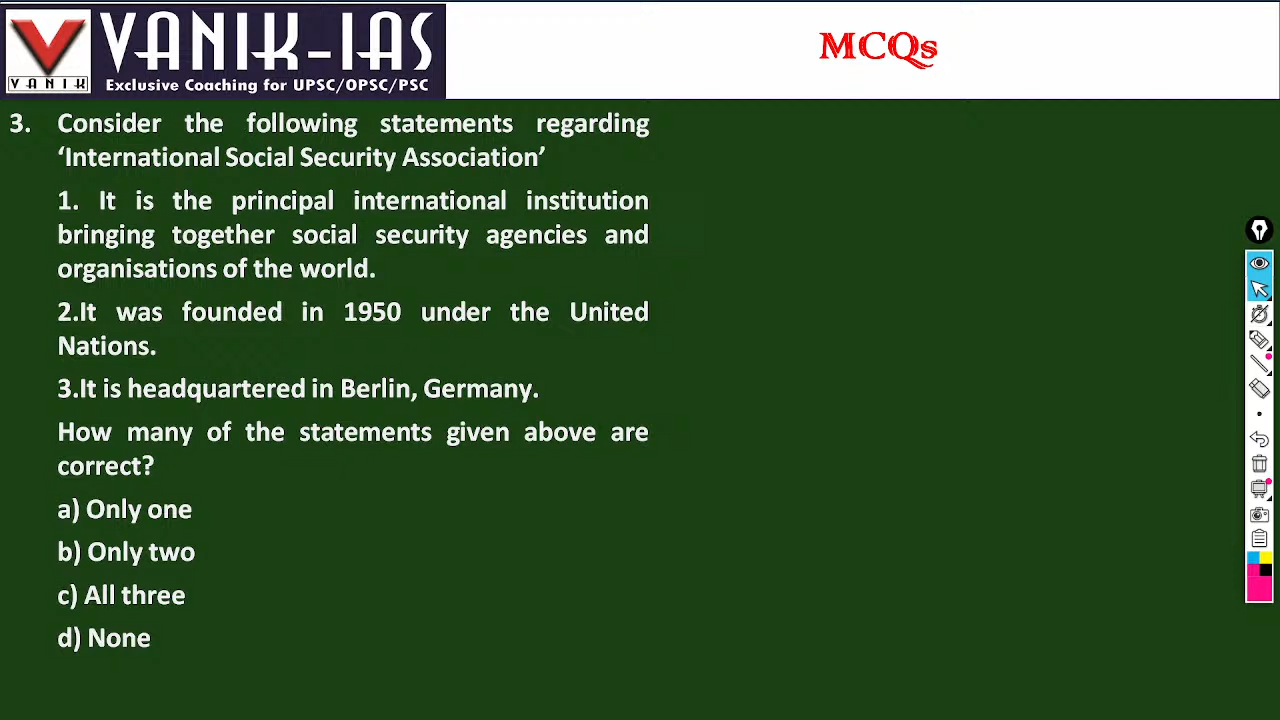 VANIK-IAS
VANIK
Exclusive Coaching for UPSC/OPSC/PSC
MCQs
3. Consider the following statements regarding
‘International Social Security Association’
1. It is the principal international institution
bringing together social security agencies and
organisations of the world.
2.It was founded in 1950 under the United
Nations.
3.It is headquartered in Berlin, Germany.
How many of the statements given above are
correct?
a) Only one
b) Only two
c) All three
d) None